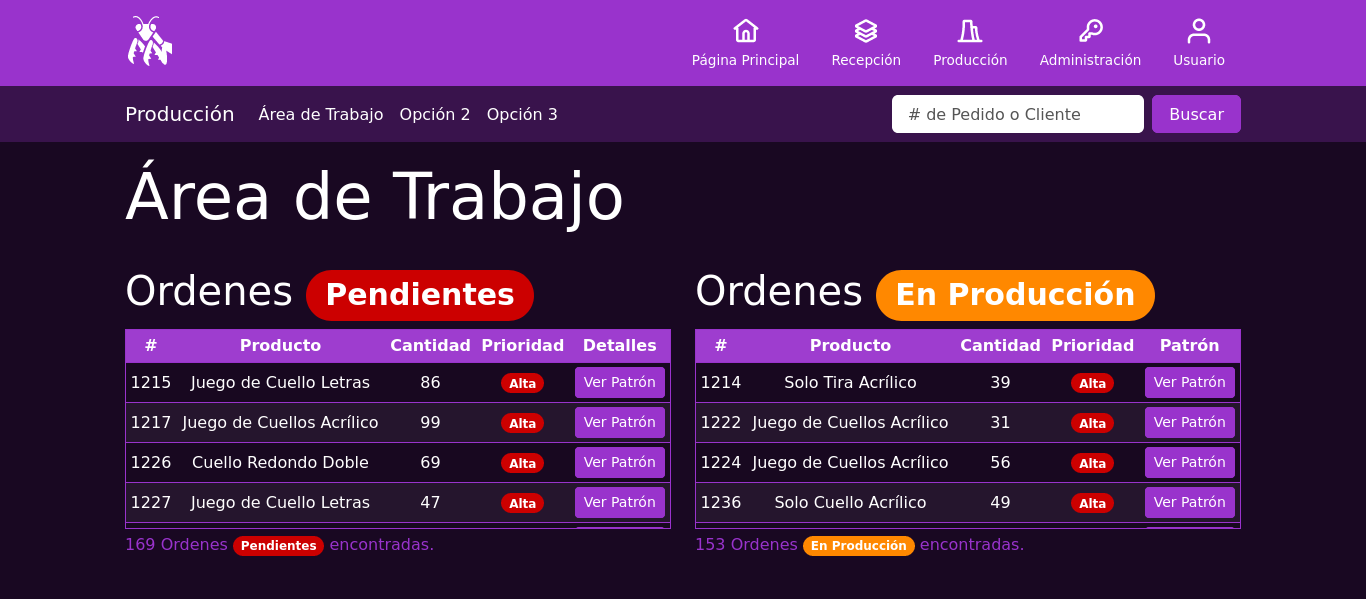 Página Principal Recepción Producción Administración Usuario
Producción Área de Trabajo Opción 2 Opción 3 # de Pedido o Cliente Buscar
Área de Trabajo
Ordenes Pendientes
# Producto Cantidad Prioridad Detalles
1215 Juego de Cuello Letras 86 Alta Ver Patrón
1217 Juego de Cuellos Acrílico 99 Alta Ver Patrón
1226 Cuello Redondo Doble 69 Alta Ver Patrón
1227 Juego de Cuello Letras 47 Alta Ver Patrón
169 Ordenes Pendientes encontradas.
Ordenes En Producción
# Producto Cantidad Prioridad Patrón
1214 Solo Tira Acrílico 39 Alta Ver Patrón
1222 Juego de Cuellos Acrílico 31 Alta Ver Patrón
1224 Juego de Cuellos Acrílico 56 Alta Ver Patrón
1236 Solo Cuello Acrílico 49 Alta Ver Patrón
153 Ordenes En Producción encontradas.